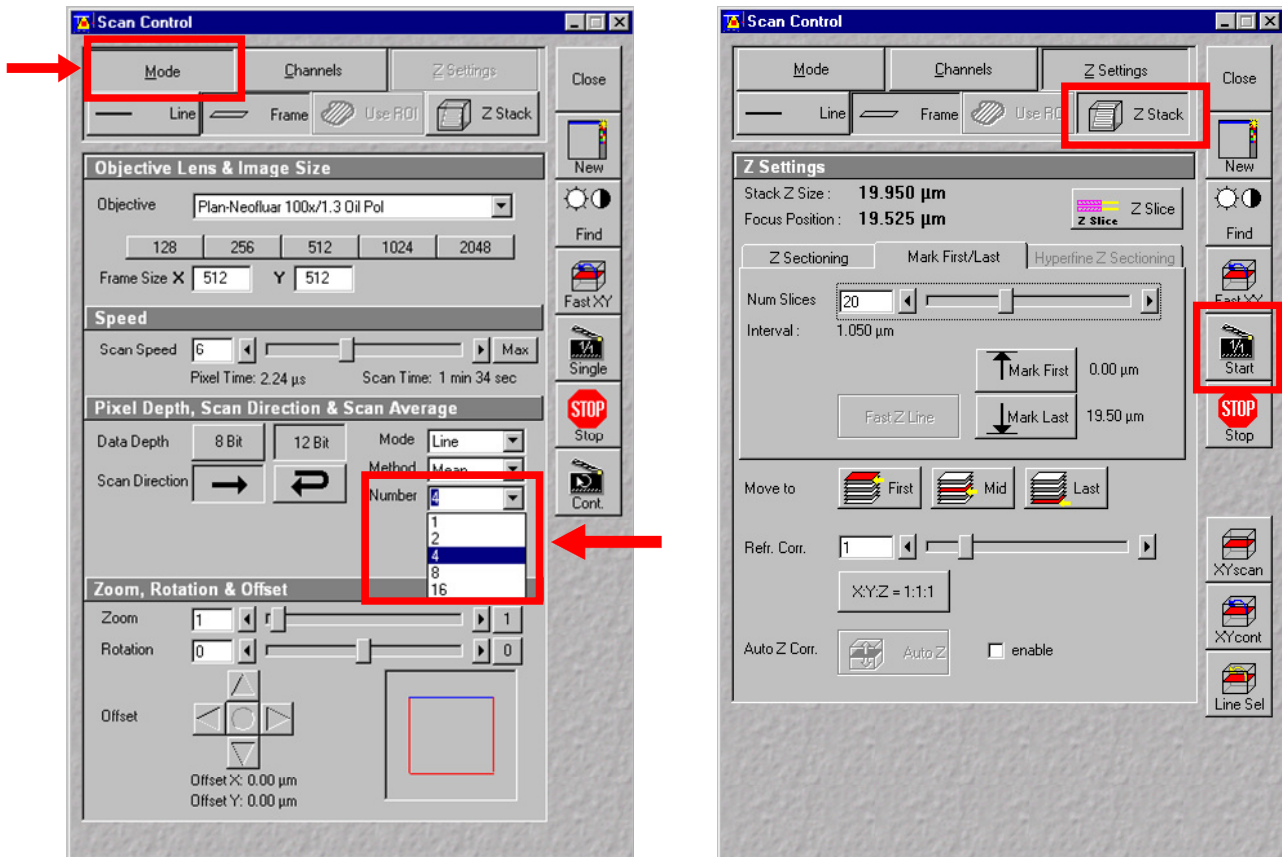 Scan Control
Mode
Channels
Z Settings
Line
Frame
Use ROI
Z Stack
Objective Lens & Image Size
Objective
Plan-Neofluar 100x/1.3 Oil Pol
128 256 512 1024 2048
Frame Size X 512 Y 512
Speed
Scan Speed 6 Max
Pixel Time: 2.24 µs Scan Time: 1 min 34 sec
Pixel Depth, Scan Direction & Scan Average
Data Depth 8 Bit 12 Bit Mode Line
Scan Direction Method Mean
Number 4
1
2
4
8
16
Zoom, Rotation & Offset
Zoom 1 1
Rotation 0 0
Offset
Offset X: 0.00 µm
Offset Y: 0.00 µm
Close
New
Find
Fast XY
1/1
Single
STOP
Stop
Cont.
Scan Control
Mode
Channels
Z Settings
Line
Frame
Z Stack
Z Settings
Stack Z Size : 19.950 µm
Focus Position : 19.525 µm
Z Slice
Z Slice
Z Sectioning
Mark First/Last
Hyperfine Z Sectioning
Num Slices 20
Interval : 1.050 µm
Mark First 0.00 µm
Fast Z Line
Mark Last 19.50 µm
Move to First Mid Last
Refr. Corr. 1
X:Y:Z = 1:1:1
Auto Z Corr. Auto Z enable
Close
New
Find
Fast XY
1/1
Start
STOP
Stop
XYscan
XYcont
Line Sel